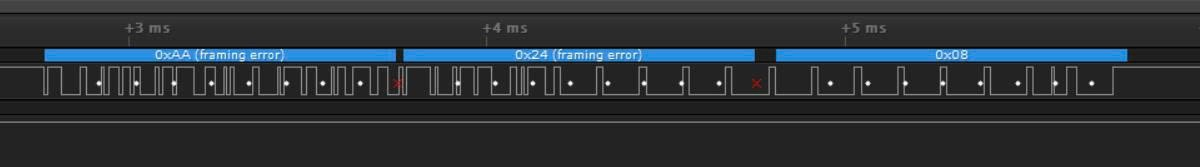 +3 ms +4 ms +5 ms
0xAA (framing error) 0x24 (framing error) 0x08